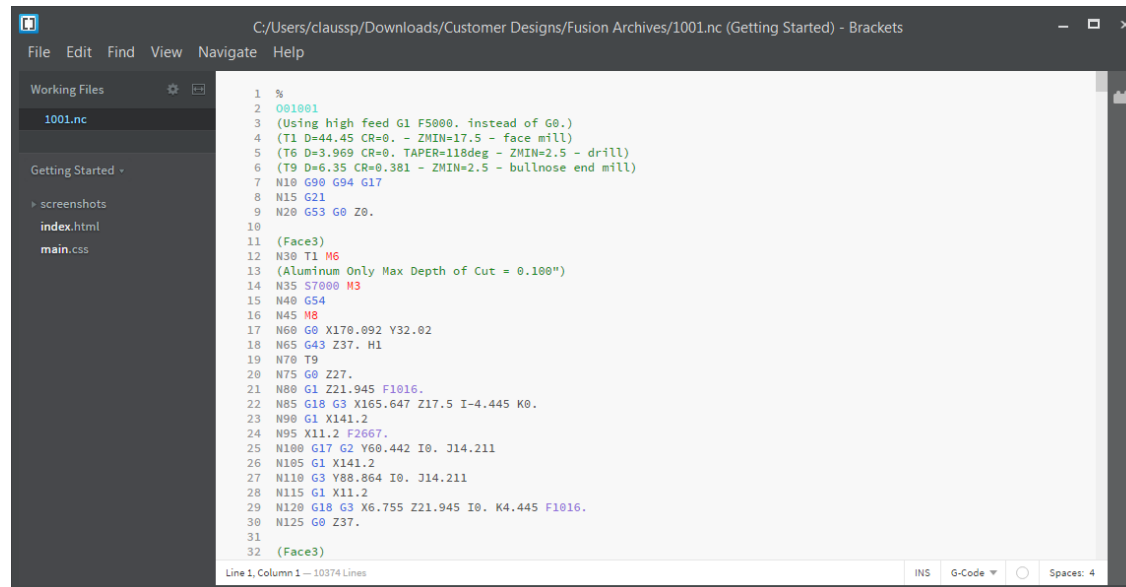 C:/Users/claussp/Downloads/Customer Designs/Fusion Archives/1001.nc (Getting Started) - Brackets
File Edit Find View Navigate Help
Working Files
1001.nc
Getting Started
screenshots
index.html
main.css
1 %
2 O01001
3 (Using high feed G1 F5000. instead of G0.)
4 (T1 D=44.45 CR=0. - ZMIN=17.5 - face mill)
5 (T6 D=3.969 CR=0. TAPER=118deg - ZMIN=2.5 - drill)
6 (T9 D=6.35 CR=0.381 - ZMIN=2.5 - bullnose end mill)
7 N10 G90 G94 G17
8 N15 G21
9 N20 G53 G0 Z0.
10
11 (Face3)
12 N30 T1 M6
13 (Aluminum Only Max Depth of Cut = 0.100")
14 N35 S7000 M3
15 N40 G54
16 N45 M8
17 N60 G0 X170.092 Y32.02
18 N65 G43 Z37. H1
19 N70 T9
20 N75 G0 Z27.
21 N80 G1 Z21.945 F1016.
22 N85 G18 G3 X165.647 Z17.5 I-4.445 K0.
23 N90 G1 X141.2
24 N95 X11.2 F2667.
25 N100 G17 G2 Y60.442 I0. J14.211
26 N105 G1 X141.2
27 N110 G3 Y88.864 I0. J14.211
28 N115 G1 X11.2
29 N120 G18 G3 X6.755 Z21.945 I0. K4.445 F1016.
30 N125 G0 Z37.
31
32 (Face3)
Line 1, Column 1 — 10374 Lines
INS G-Code Spaces: 4